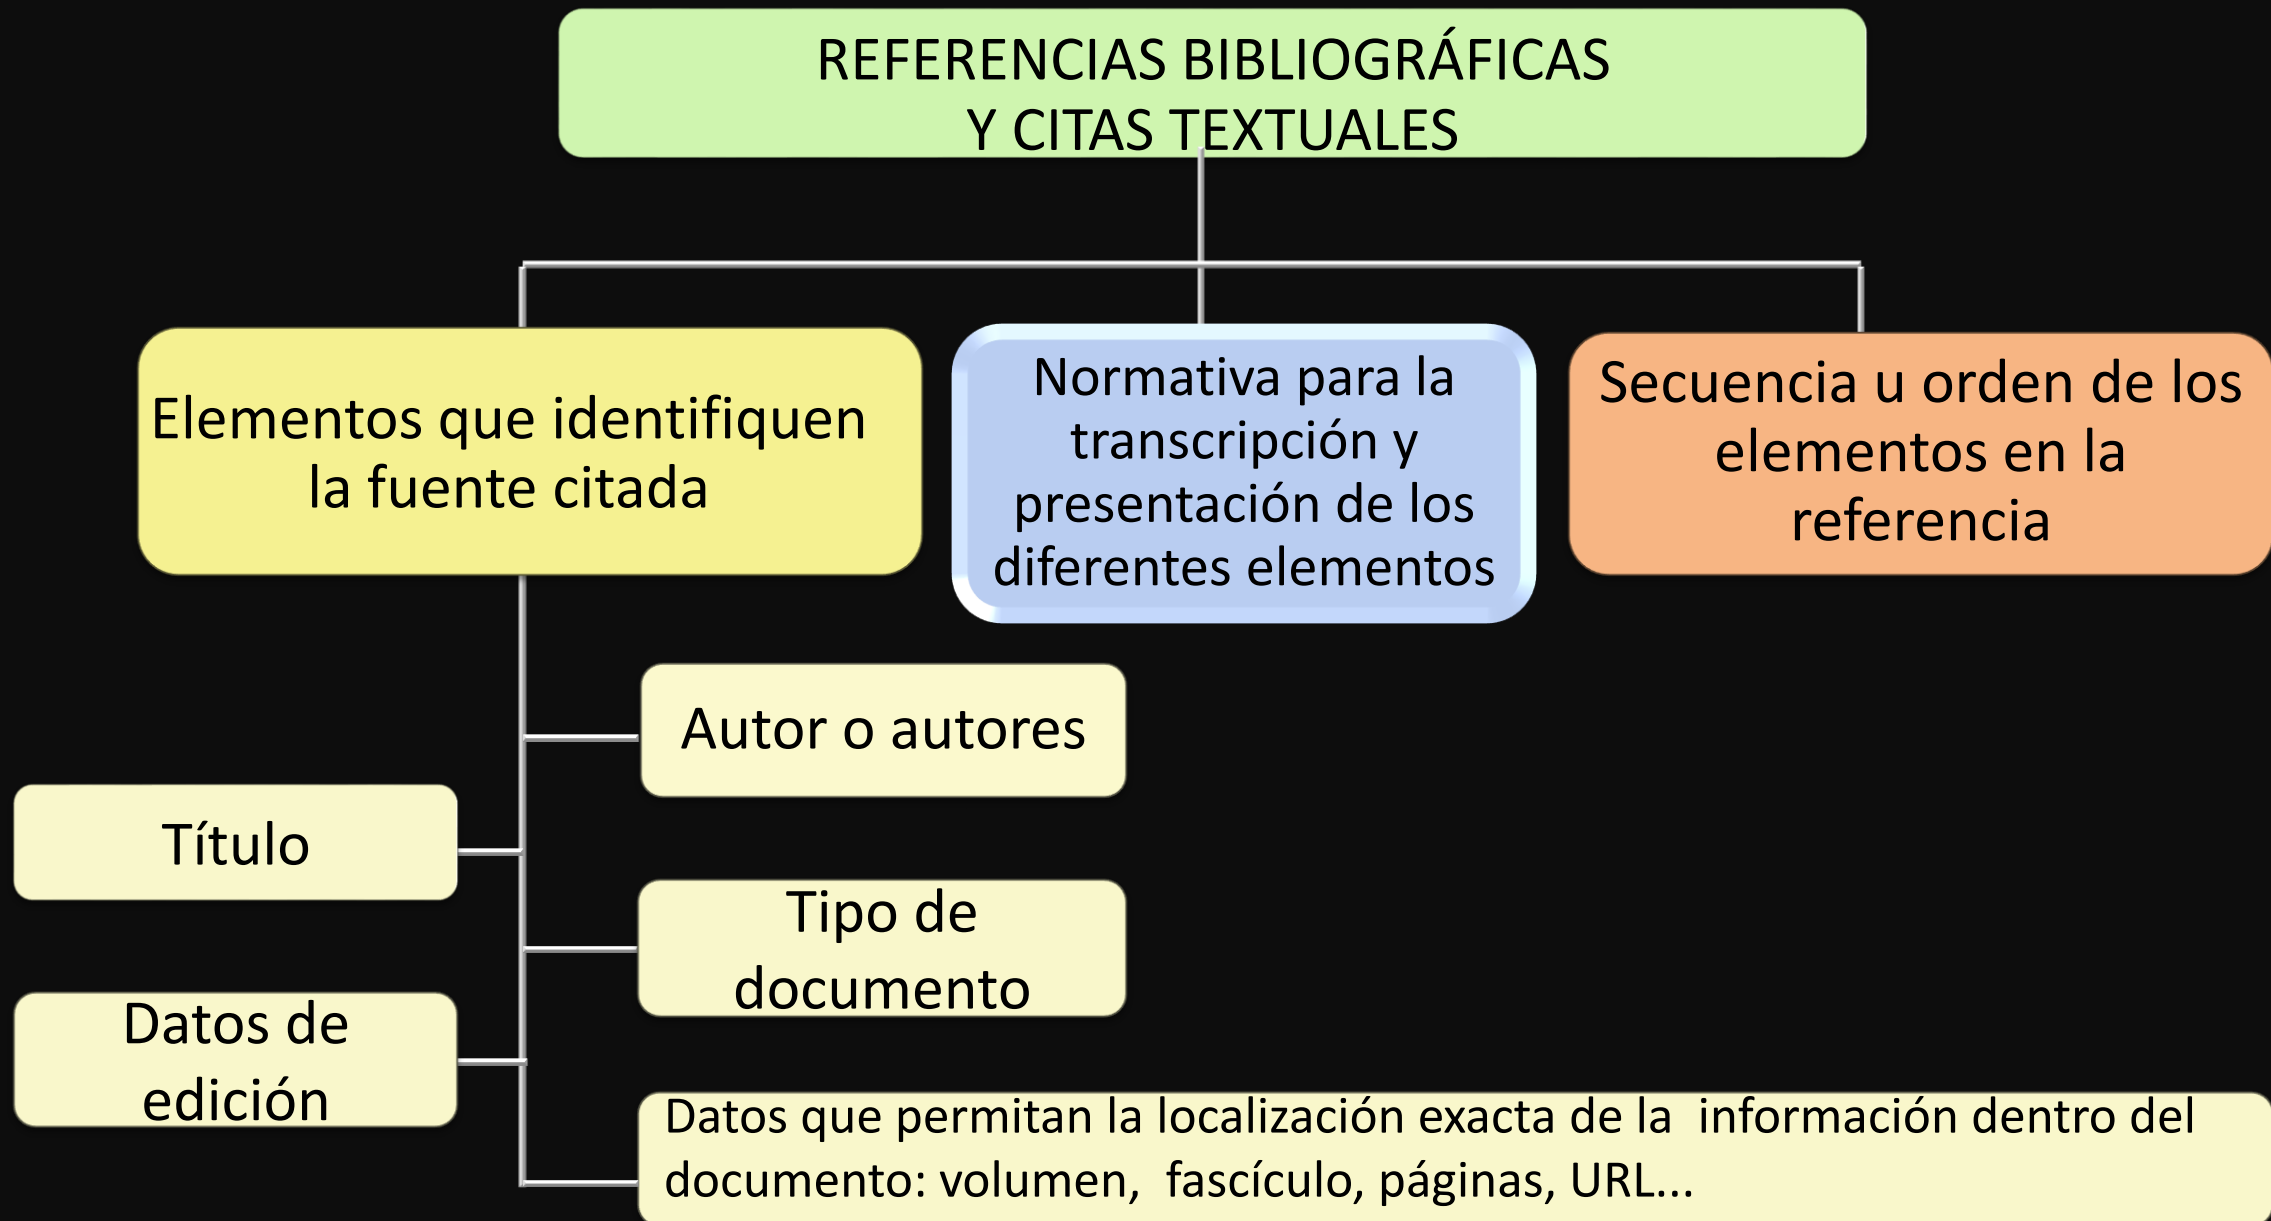 REFERENCIAS BIBLIOGRÁFICAS
Y CITAS TEXTUALES
Elementos que identifiquen
la fuente citada
Normativa para la
transcripción y
presentación de los
diferentes elementos
Secuencia u orden de los
elementos en la
referencia
Autor o autores
Título
Tipo de
documento
Datos de
edición
Datos que permitan la localización exacta de la información dentro del
documento: volumen, fascículo, páginas, URL...